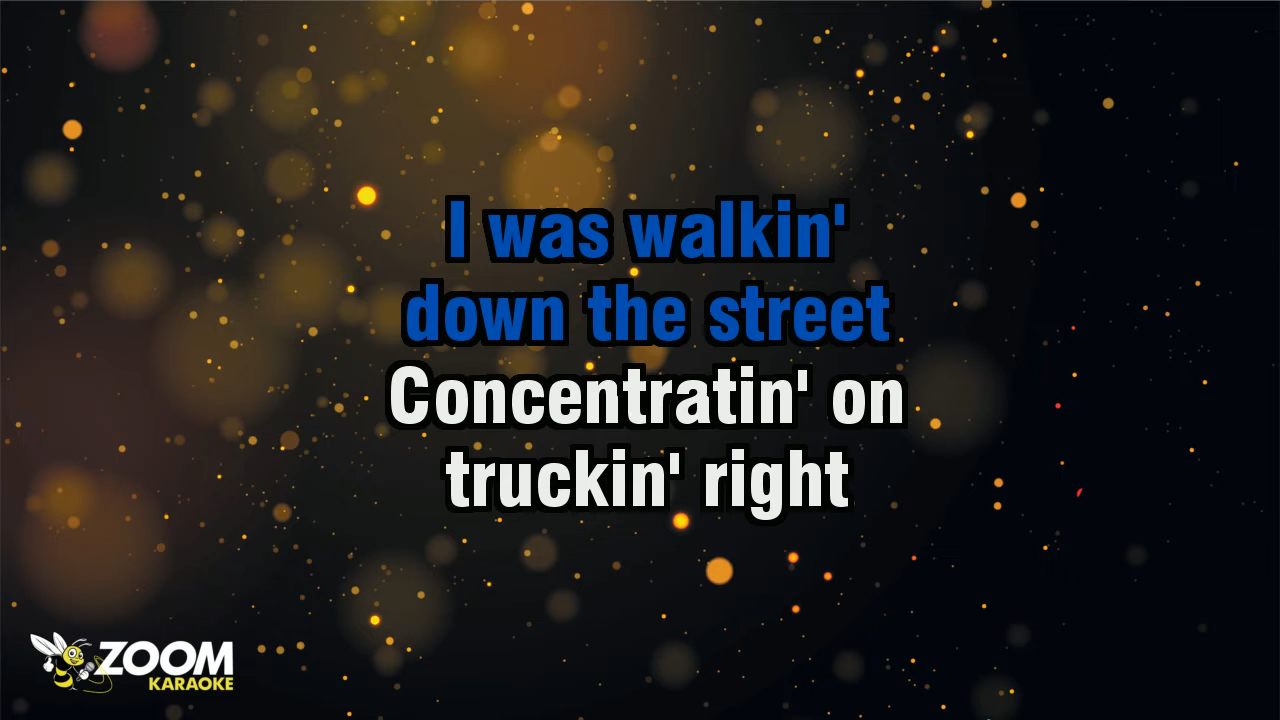 I was walkin'
down the street
Concentratin' on
truckin' right
ZOOM
KARAOKE